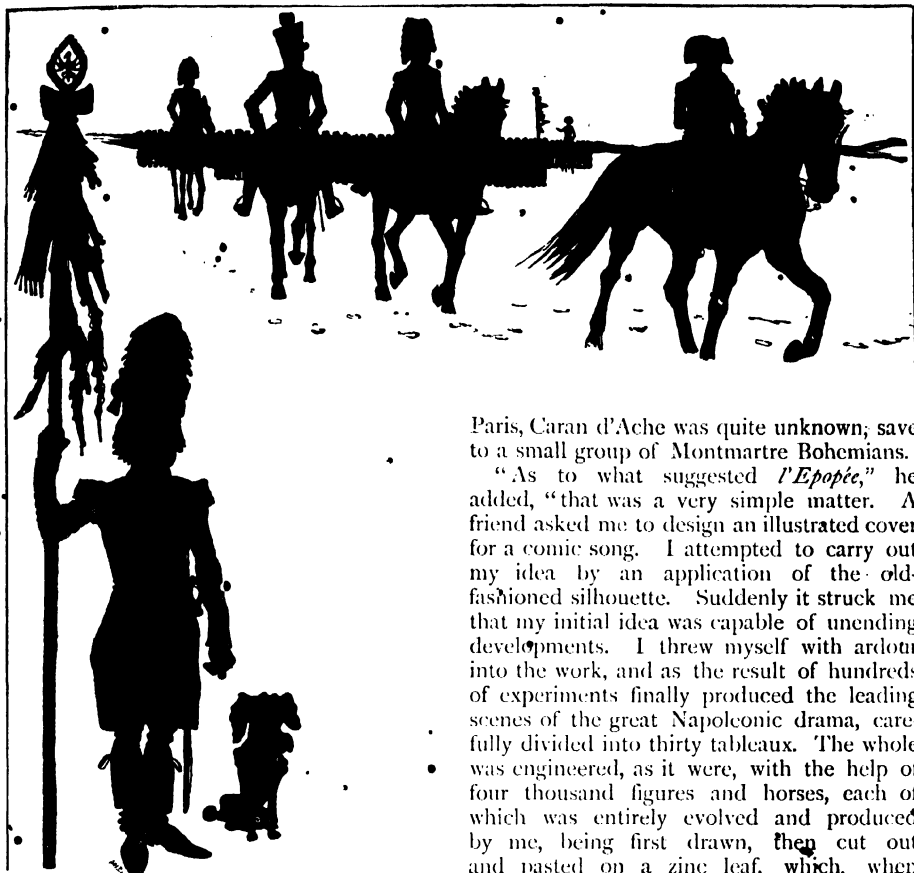 Paris, Caran d'Ache was quite unknown, save
to a small group of Montmartre Bohemians.
"As to what suggested l'Epopée," he
added, "that was a very simple matter. A
friend asked me to design an illustrated cover
for a comic song. I attempted to carry out
my idea by an application of the old-
fashioned silhouette. Suddenly it struck me
that my initial idea was capable of unending
developments. I threw myself with ardour
into the work, and as the result of hundreds
of experiments finally produced the leading
scenes of the great Napoleonic drama, care-
fully divided into thirty tableaux. The whole
was engineered, as it were, with the help of
four thousand figures and horses, each of
which was entirely evolved and produced
by me, being first drawn, then cut out
and pasted on a zinc leaf, which, when